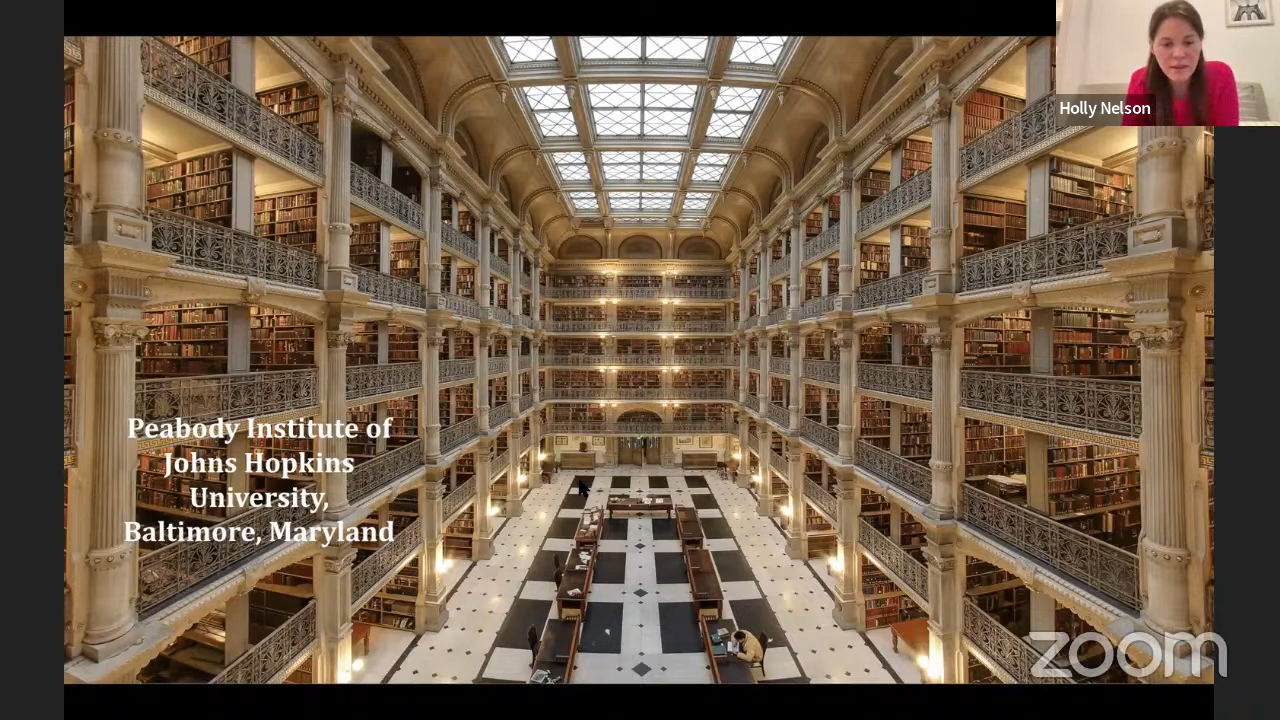 Holly Nelson
Peabody Institute of
Johns Hopkins
University,
Baltimore, Maryland
zoom